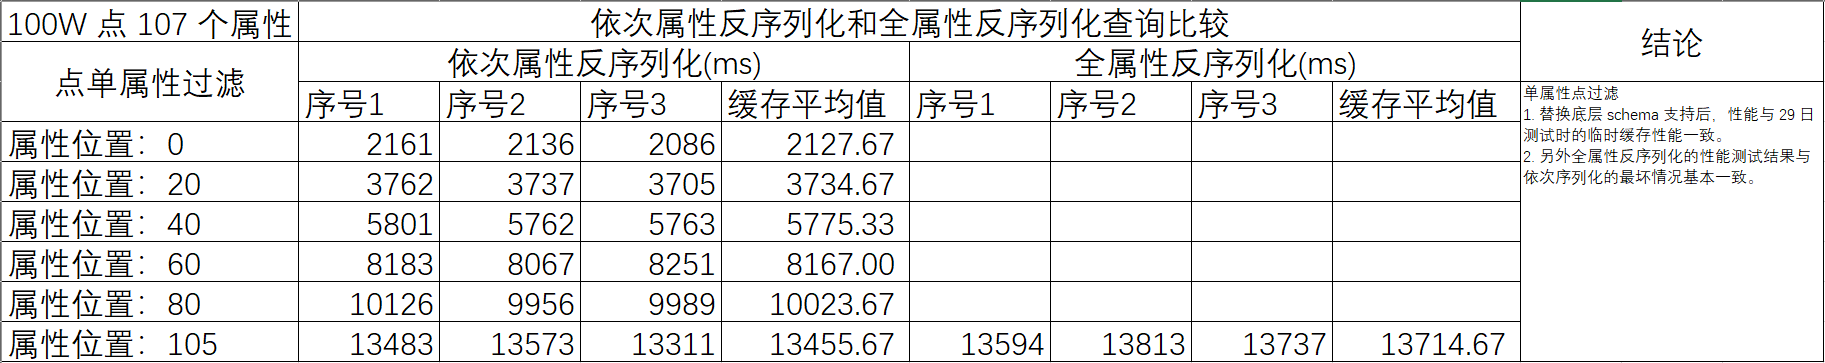 100W 点 107 个属性 依次属性反序列化和全属性反序列化查询比较 结论
点单属性过滤 依次属性反序列化(ms) 全属性反序列化(ms)
序号1 序号2 序号3 缓存平均值 序号1 序号2 序号3 缓存平均值
属性位置：0 2161 2136 2086 2127.67
属性位置：20 3762 3737 3705 3734.67
属性位置：40 5801 5762 5763 5775.33
属性位置：60 8183 8067 8251 8167.00
属性位置：80 10126 9956 9989 10023.67
属性位置：105 13483 13573 13311 13455.67 13594 13813 13737 13714.67
单属性点过滤
1. 替换底层 schema 支持后，性能与 29 日
测试时的临时缓存性能一致。
2. 另外全属性反序列化的性能测试结果与
依次序列化的最坏情况基本一致。